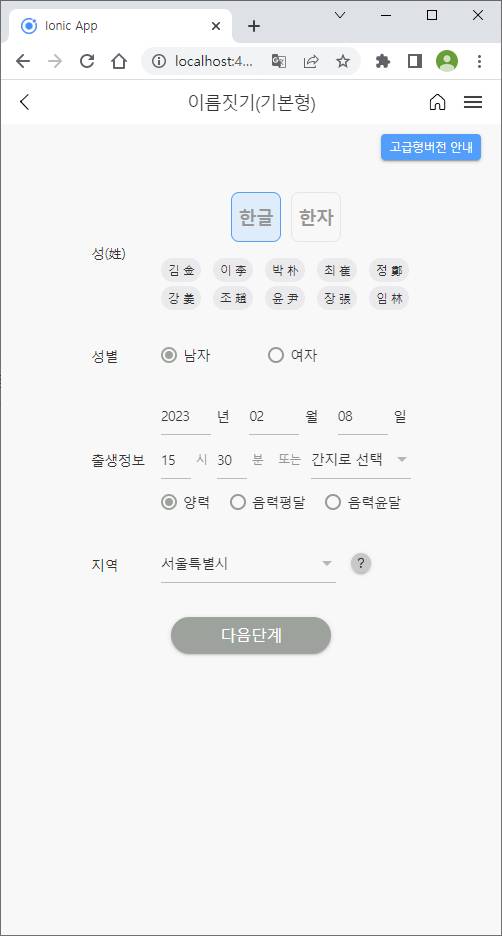 Ionic App
localhost:4...
이름짓기(기본형)
고급형버전 안내
한글 한자
성(姓)
김 金 이 李 박 朴 최 崔 정 鄭
강 姜 조 趙 윤 尹 장 張 임 林
성별 남자 여자
2023 년 02 월 08 일
출생정보 15 시 30 분 또는 간지로 선택
양력 음력평달 음력윤달
지역 서울특별시 ?
다음단계